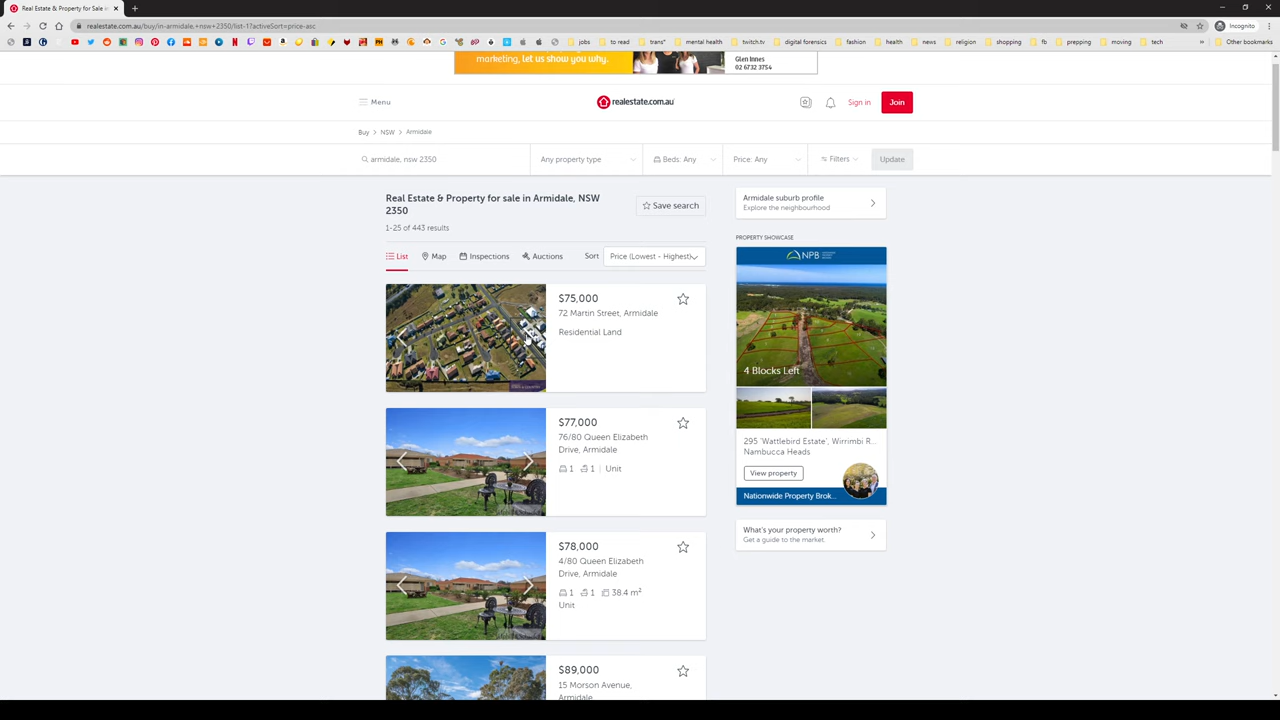 Real Estate & Property for Sale in
realestate.com.au/buy/in-armidale,+nsw+2350/list-1?activeSort=price-asc
Incognito
jobs
to read
trans*
mental health
twitch.tv
digital forensics
fashion
health
news
religion
shopping
fb
prepping
moving
tech
»
Other bookmarks
marketing, let us show you why.
Glen Innes
02 6732 3754
Menu
realestate.com.au
Sign in
Join
Buy > NSW > Armidale
armidale, nsw 2350
Any property type
Beds: Any
Price: Any
Filters
Update
Real Estate & Property for sale in Armidale, NSW
2350
Save search
1-25 of 443 results
List
Map
Inspections
Auctions
Sort
Price (Lowest - Highest)
$75,000
72 Martin Street, Armidale
Residential Land
$77,000
76/80 Queen Elizabeth
Drive, Armidale
1 1 Unit
$78,000
4/80 Queen Elizabeth
Drive, Armidale
1 1 38.4 m²
Unit
$89,000
15 Morson Avenue,
Armidale
Armidale suburb profile
Explore the neighbourhood
PROPERTY SHOWCASE
NPB
4 Blocks Left
295 'Wattlebird Estate', Wirrimbi R...
Nambucca Heads
View property
Nationwide Property Brok...
What's your property worth?
Get a guide to the market.